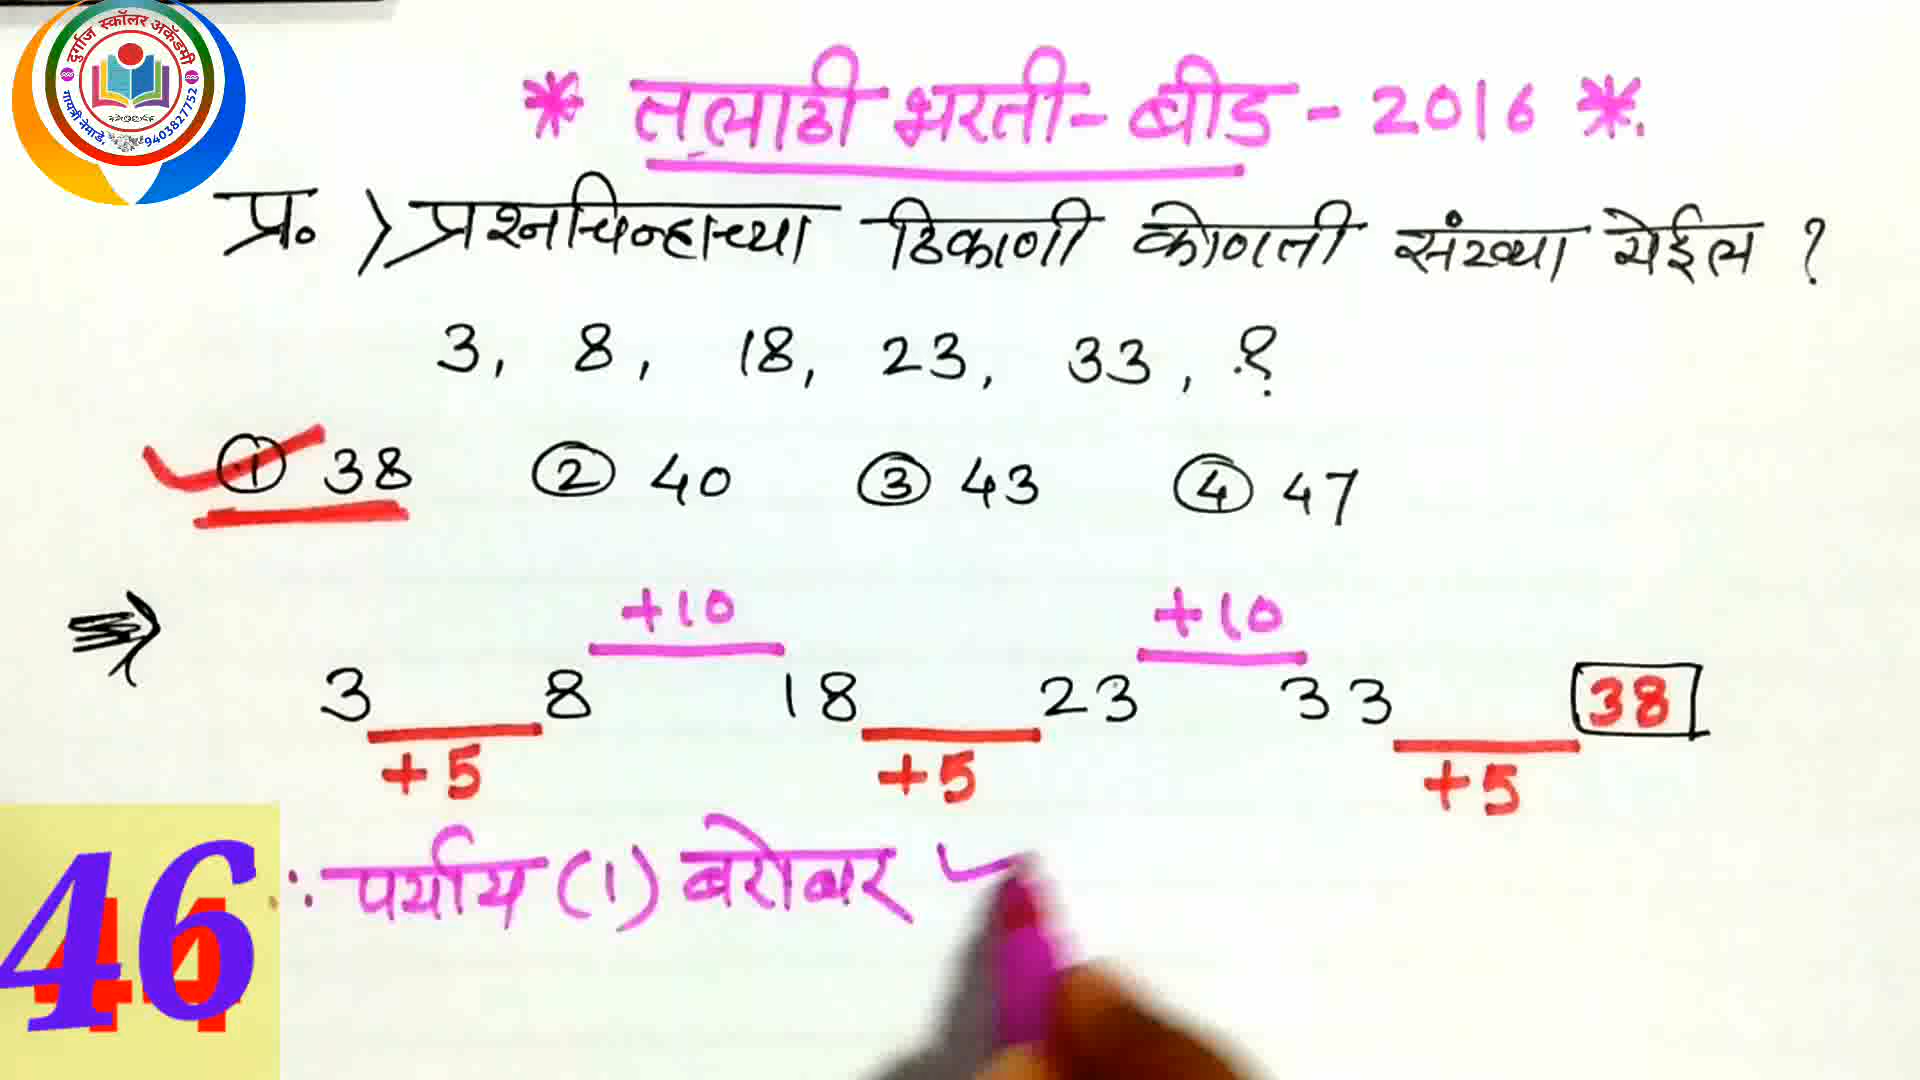 दुर्गाज स्कॉलर अकॅडमी
गायत्री नेमाडे,
9403827752
* तलाठी भरती - बीड - 2016 *
प्र.> प्रश्नचिन्हाच्या ठिकाणी कोणती संख्या येईल ?
3, 8, 18, 23, 33, ?
① 38 ② 40 ③ 43 ④ 47
+10 +10
⇒ 3 8 18 23 33 38
+5 +5 +5
∴ पर्याय (1) बरोबर ✓
46
44